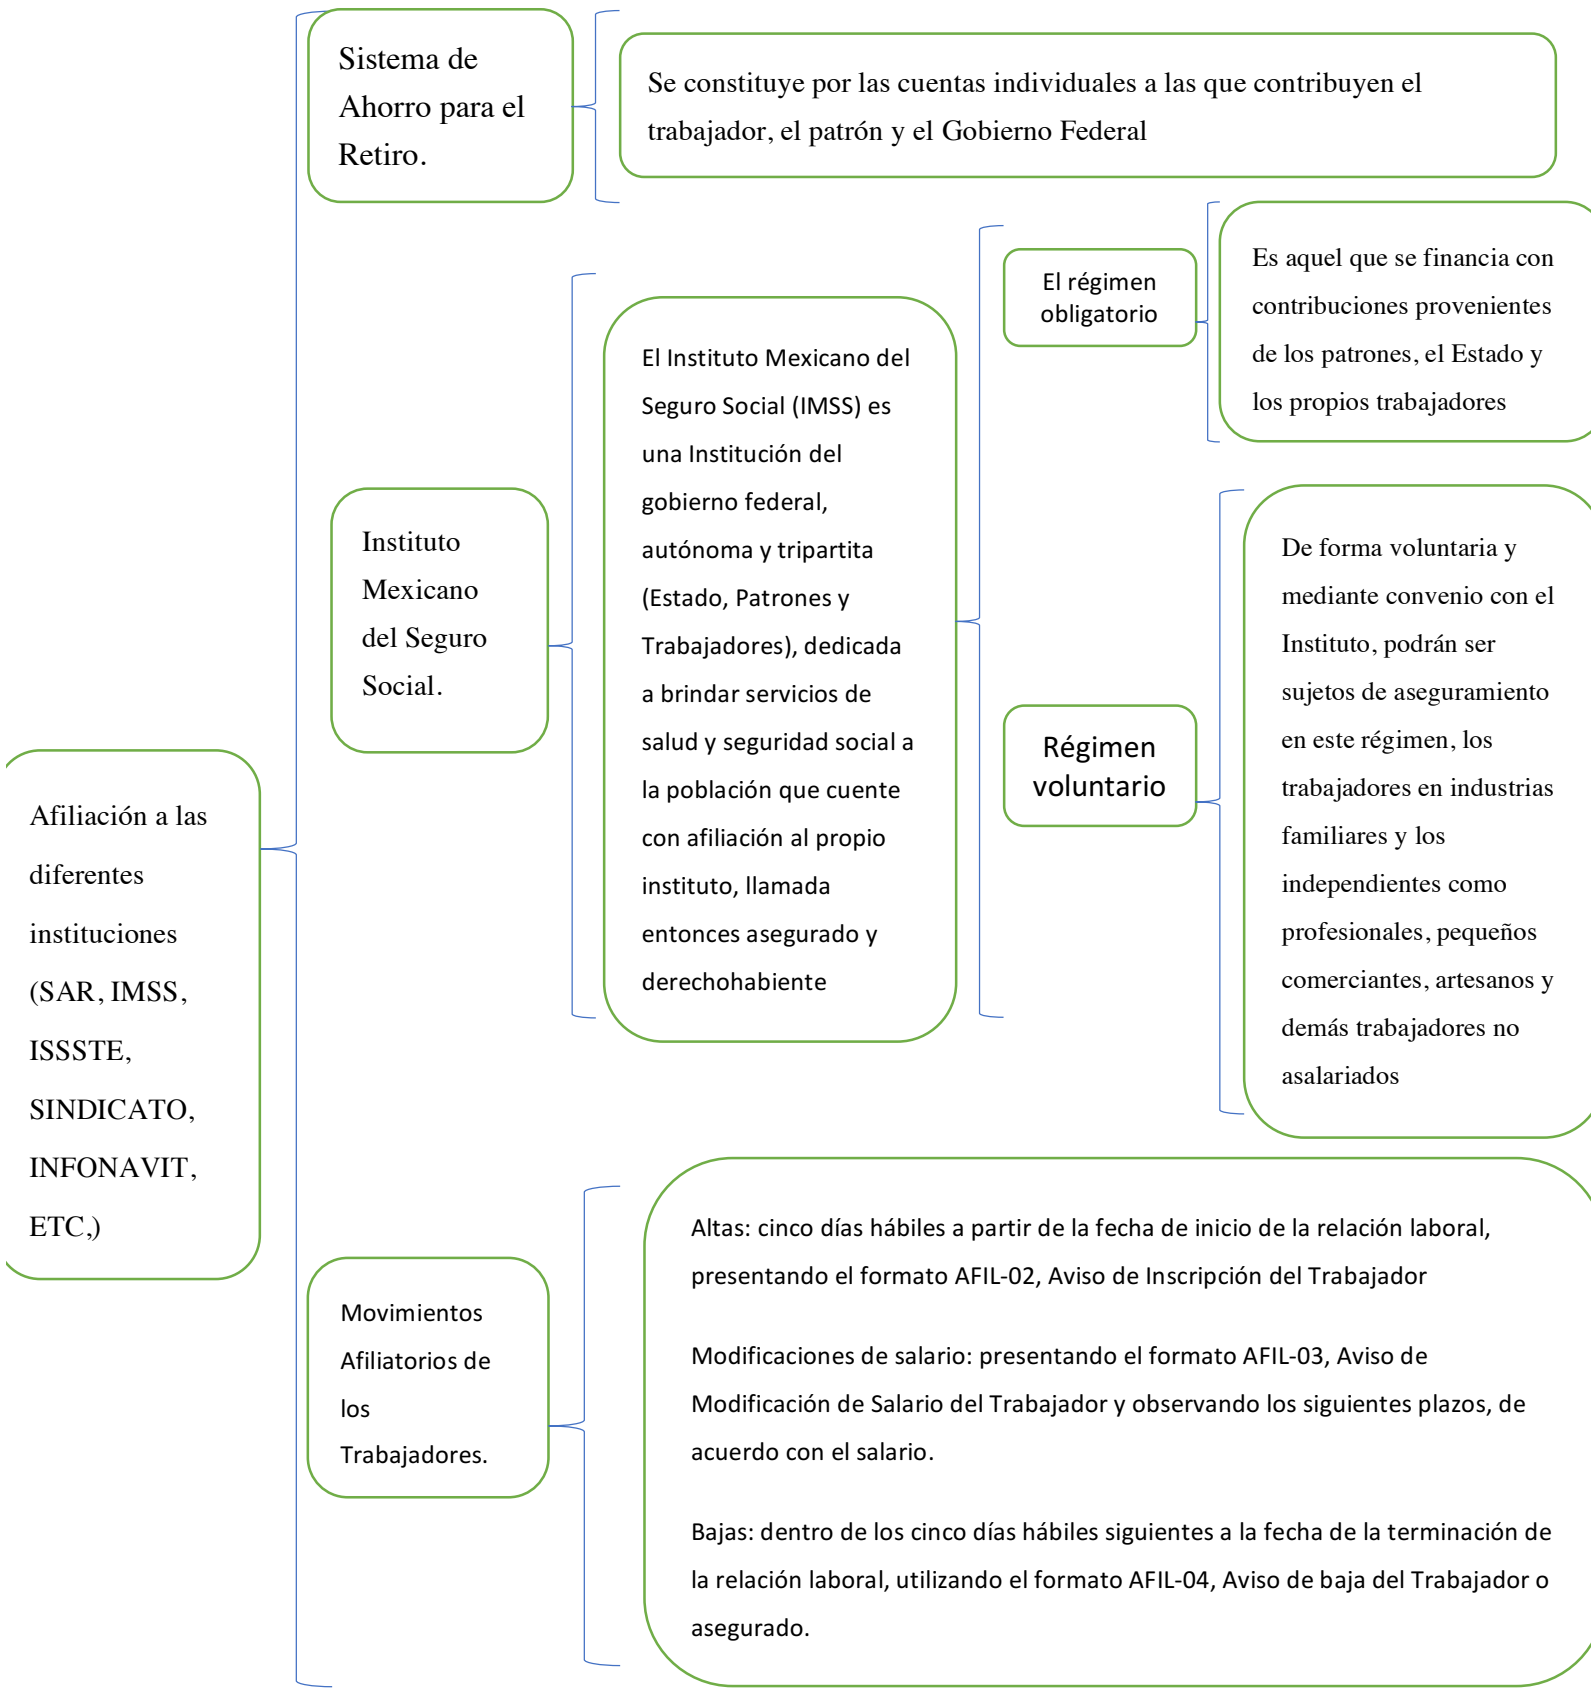 Afiliación a las
diferentes
instituciones
(SAR, IMSS,
ISSSTE,
SINDICATO,
INFONAVIT,
ETC,)
Sistema de
Ahorro para el
Retiro.
Se constituye por las cuentas individuales a las que contribuyen el
trabajador, el patrón y el Gobierno Federal
Instituto
Mexicano
del Seguro
Social.
El Instituto Mexicano del
Seguro Social (IMSS) es
una Institución del
gobierno federal,
autónoma y tripartita
(Estado, Patrones y
Trabajadores), dedicada
a brindar servicios de
salud y seguridad social a
la población que cuente
con afiliación al propio
instituto, llamada
entonces asegurado y
derechohabiente
El régimen
obligatorio
Es aquel que se financia con
contribuciones provenientes
de los patrones, el Estado y
los propios trabajadores
Régimen
voluntario
De forma voluntaria y
mediante convenio con el
Instituto, podrán ser
sujetos de aseguramiento
en este régimen, los
trabajadores en industrias
familiares y los
independientes como
profesionales, pequeños
comerciantes, artesanos y
demás trabajadores no
asalariados
Movimientos
Afiliatorios de
los
Trabajadores.
Altas: cinco días hábiles a partir de la fecha de inicio de la relación laboral,
presentando el formato AFIL-02, Aviso de Inscripción del Trabajador
Modificaciones de salario: presentando el formato AFIL-03, Aviso de
Modificación de Salario del Trabajador y observando los siguientes plazos, de
acuerdo con el salario.
Bajas: dentro de los cinco días hábiles siguientes a la fecha de la terminación de
la relación laboral, utilizando el formato AFIL-04, Aviso de baja del Trabajador o
asegurado.